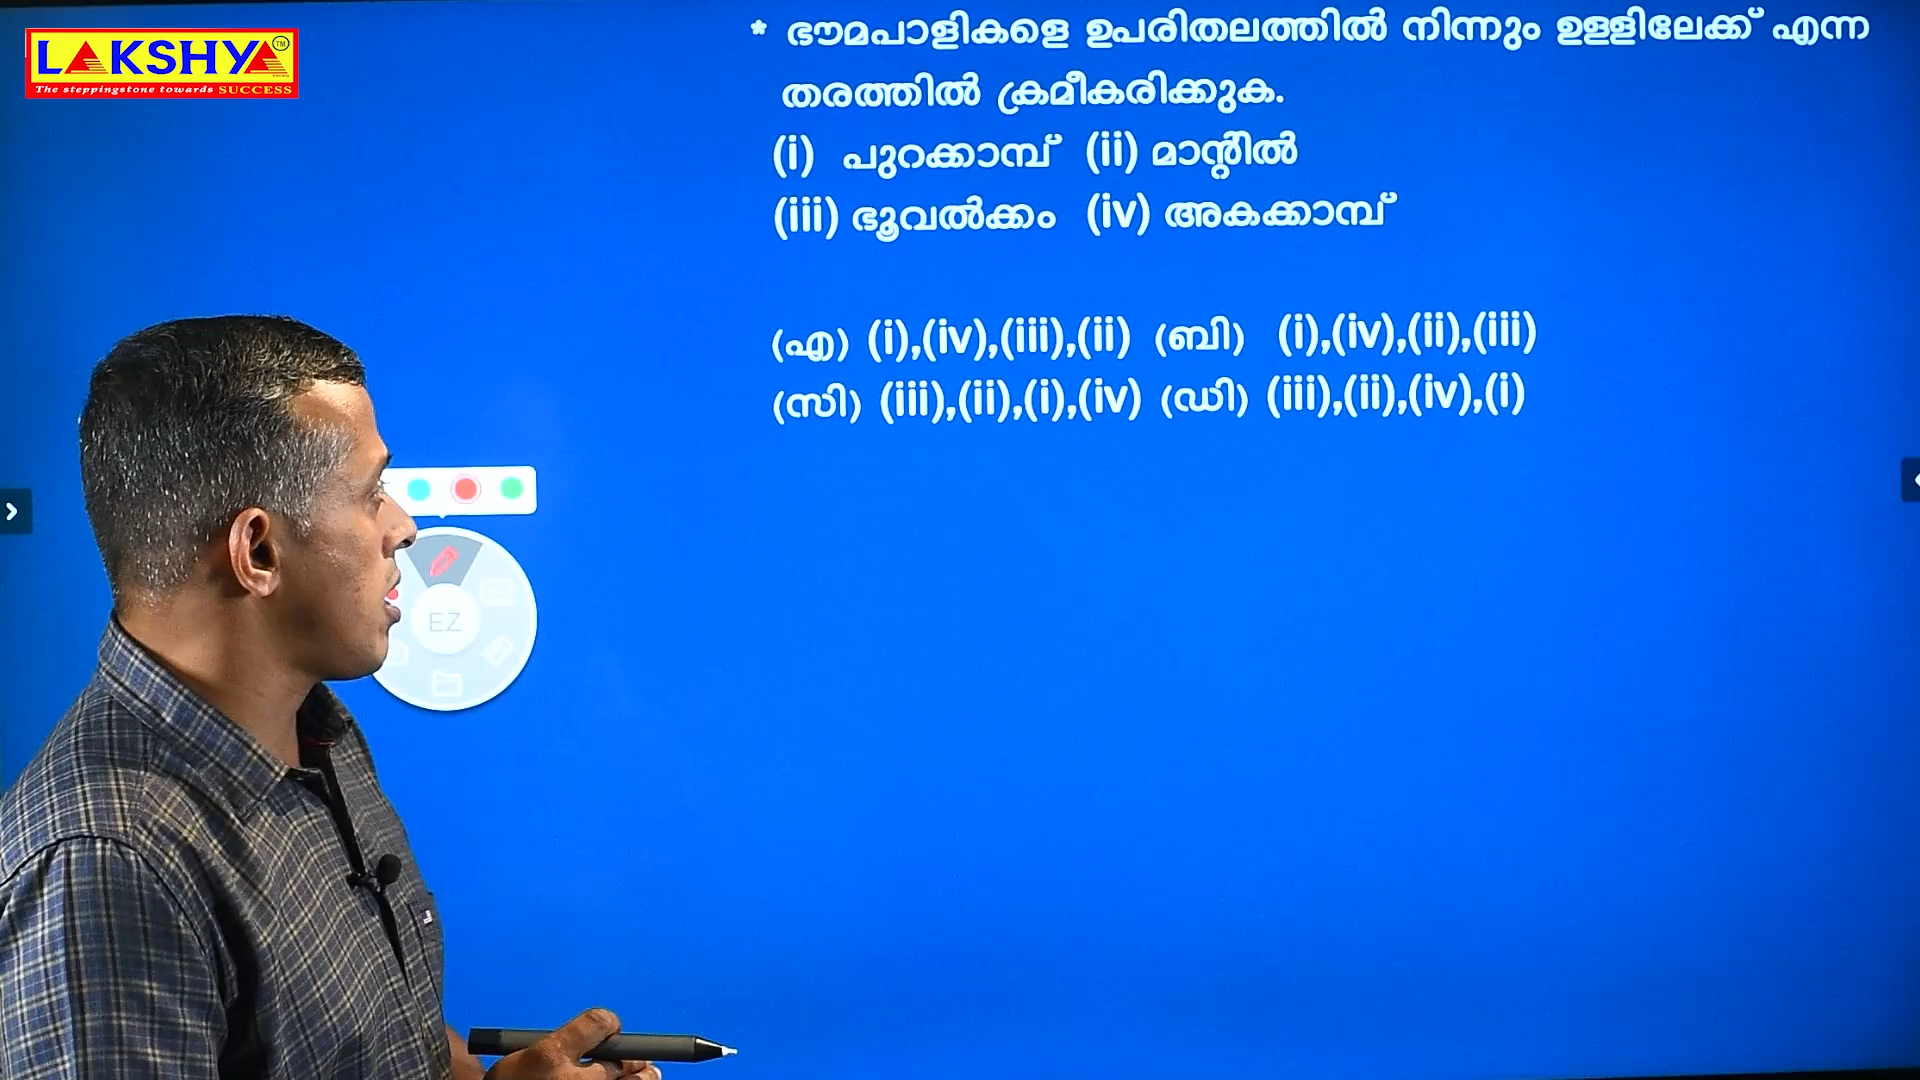 LAKSHYA TM
The steppingstone towards SUCCESS
* ഭൗമപാളികളെ ഉപരിതലത്തിൽ നിന്നും ഉള്ളിലേക്ക് എന്ന
തരത്തിൽ ക്രമീകരിക്കുക.
(i) പുറക്കാമ്പ് (ii) മാന്റിൽ
(iii) ഭൂവൽക്കം (iv) അകക്കാമ്പ്
(എ) (i),(iv),(iii),(ii) (ബി) (i),(iv),(ii),(iii)
(സി) (iii),(ii),(i),(iv) (ഡി) (iii),(ii),(iv),(i)
EZ